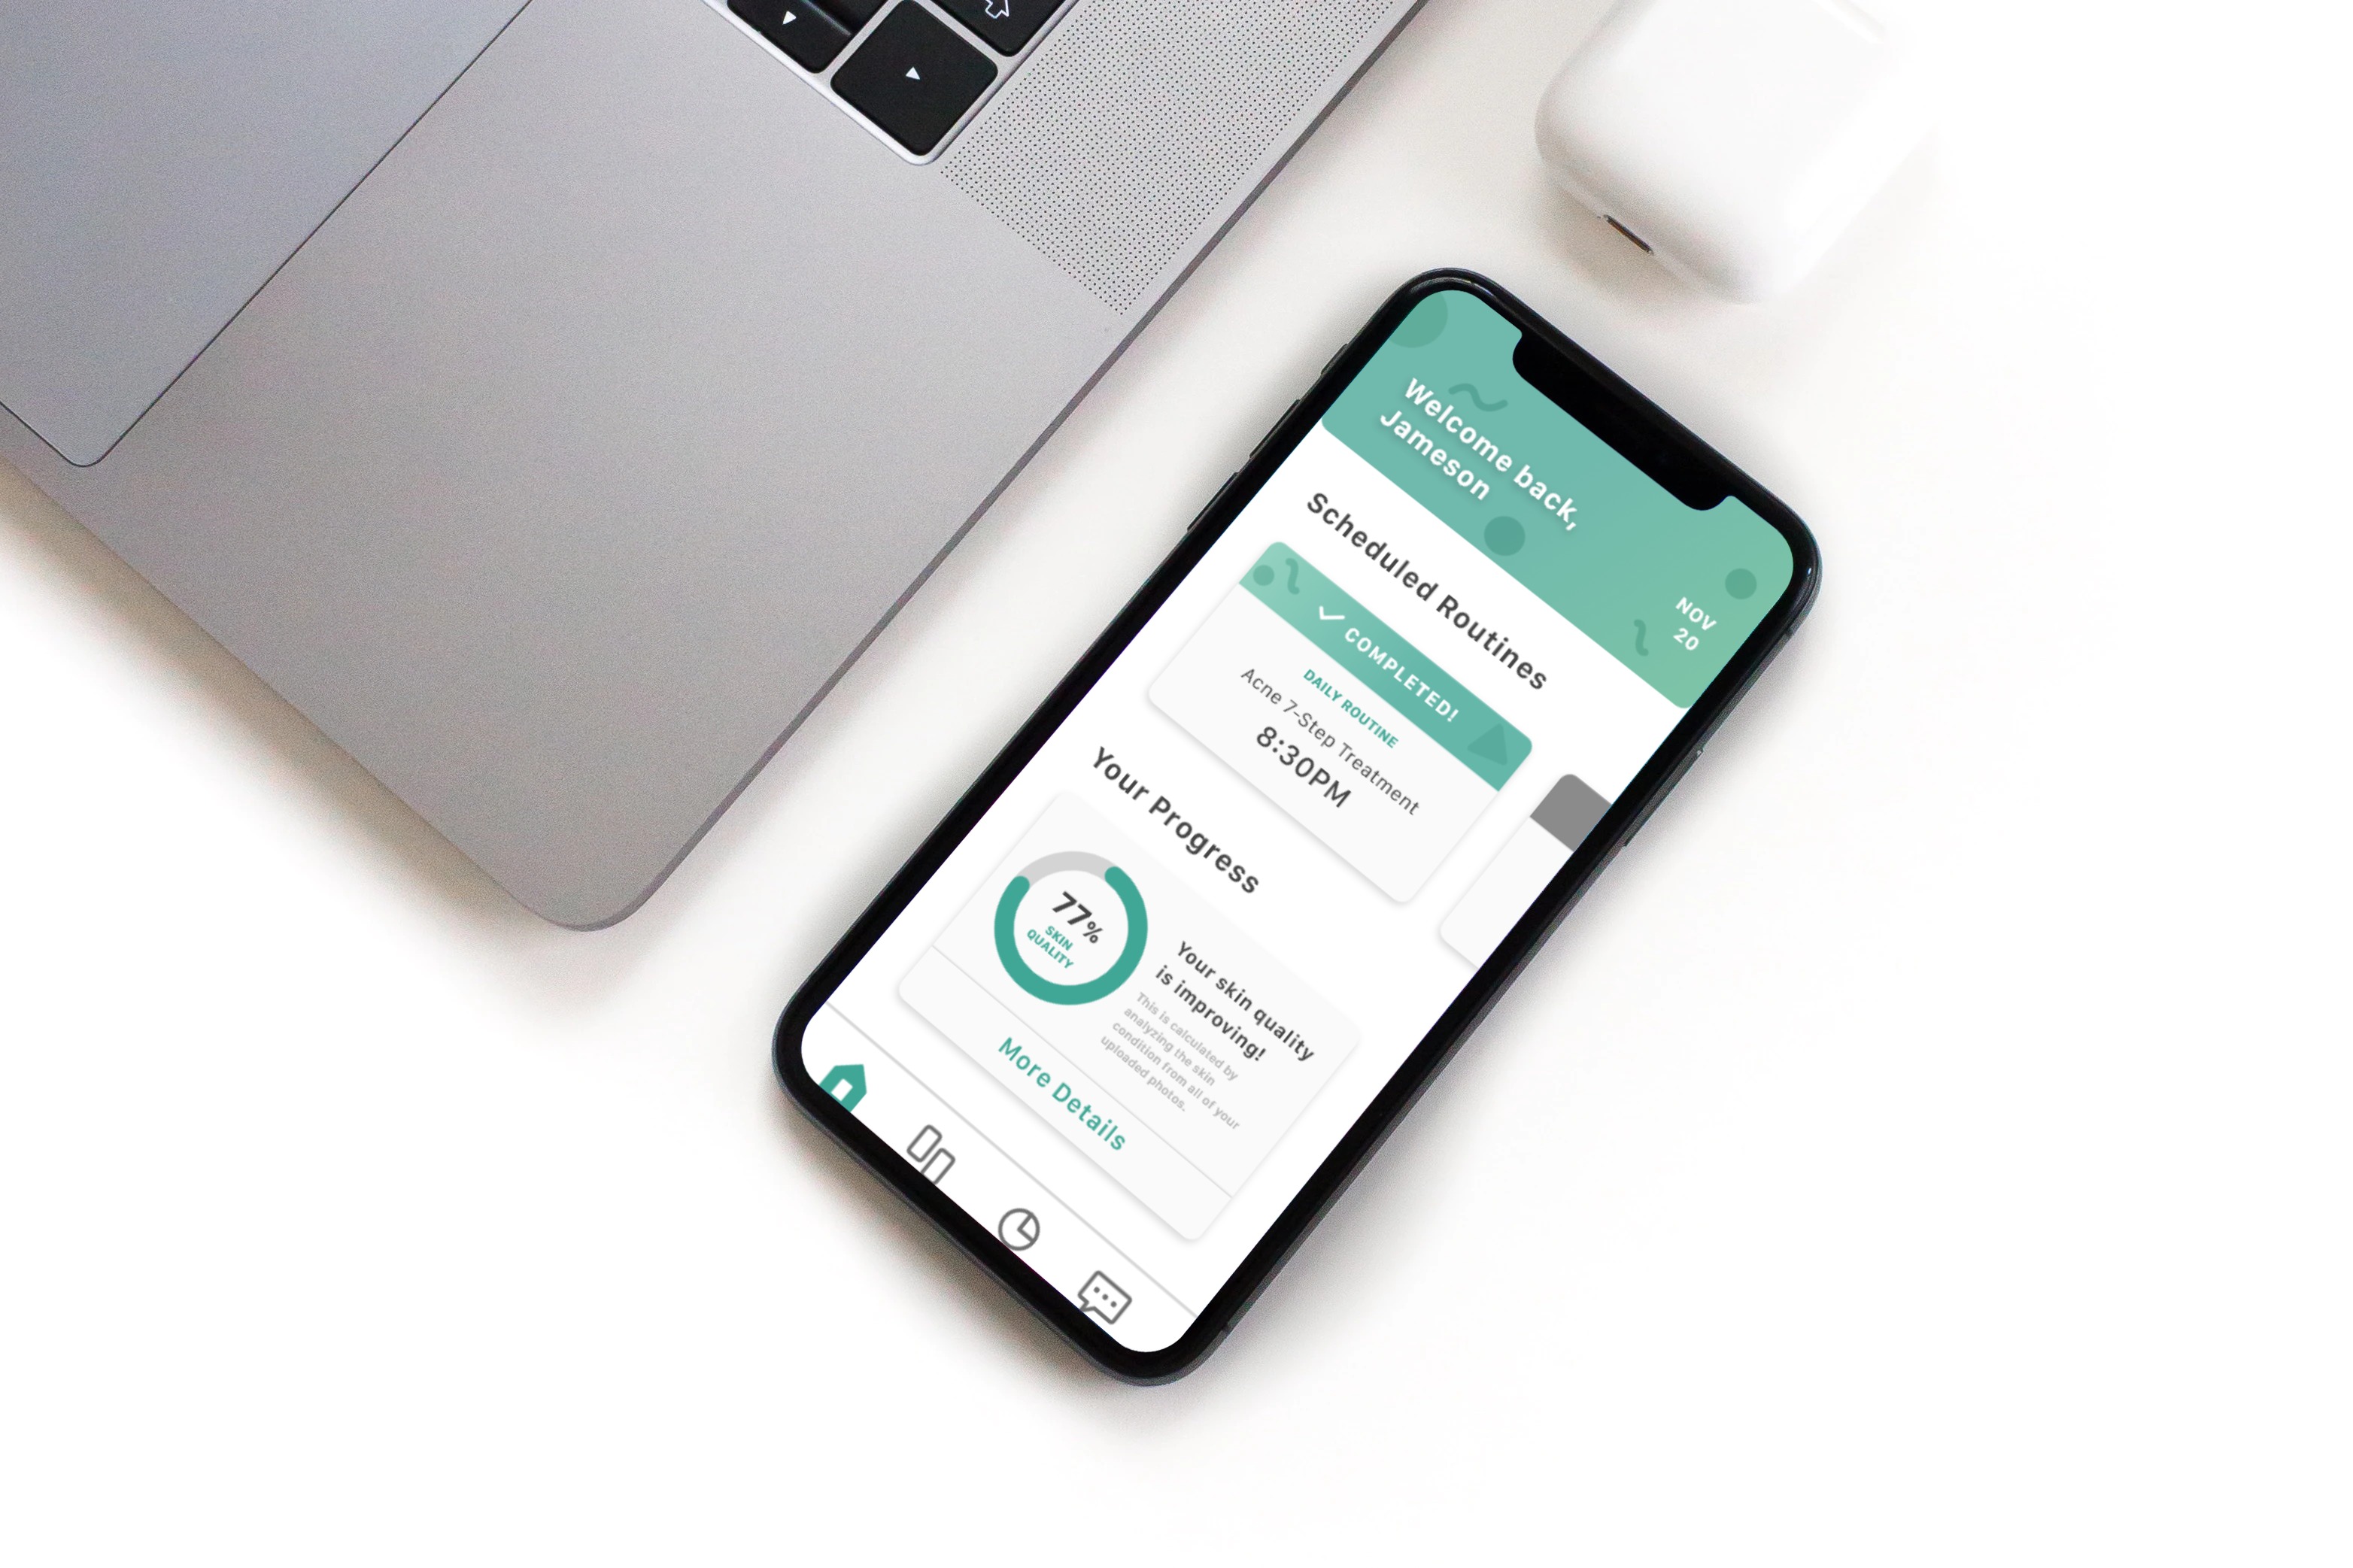 Welcome back,
Jameson
NOV
20
Scheduled Routines
COMPLETED!
DAILY ROUTINE
Acne 7-Step Treatment
8:30PM
Your Progress
77%
SKIN
QUALITY
Your skin quality
is improving!
This is calculated by
analyzing the skin
condition from all of your
uploaded photos.
More Details